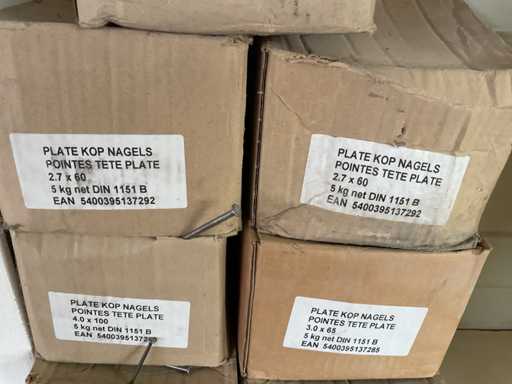 PLATE KOP NAGELS
POINTES TETE PLATE
2.7 x 60
5 kg net DIN 1151 B
EAN 5400395137292
PLATE KOP NAGELS
POINTES TETE PLATE
2.7 x 60
5 kg net DIN 1151 B
EAN 5400395137292
PLATE KOP NAGELS
POINTES TETE PLATE
4.0 x 100
5 kg net DIN 1151 B
EAN
PLATE KOP NAGELS
POINTES TETE PLATE
3.0 x 65
5 kg net DIN 1151 B
EAN 5400395137285